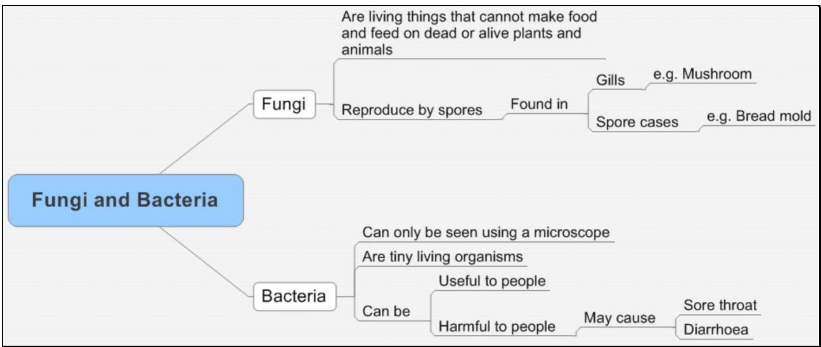 Are living things that cannot make food
and feed on dead or alive plants and
animals
Fungi
Reproduce by spores
Found in
Gills
e.g. Mushroom
Spore cases
e.g. Bread mold
Fungi and Bacteria
Can only be seen using a microscope
Are tiny living organisms
Bacteria
Can be
Useful to people
Harmful to people
May cause
Sore throat
Diarrhoea